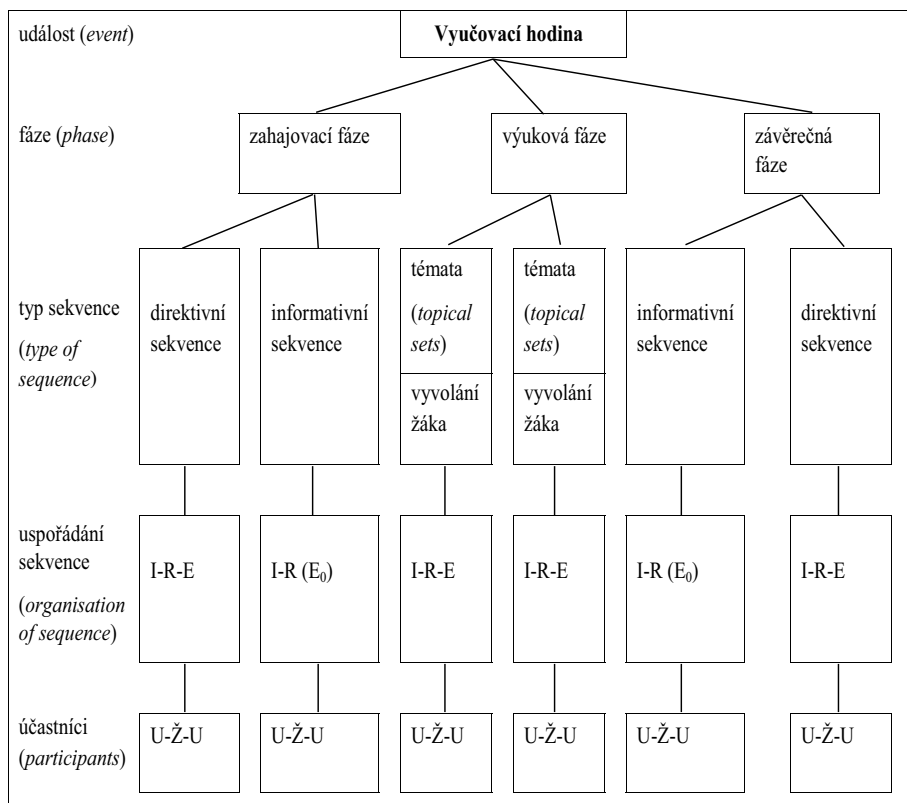 událost (event)
Vyučovací hodina
fáze (phase)
zahajovací fáze
výuková fáze
závěrečná
fáze
typ sekvence
(type of
sequence)
direktivní
sekvence
informativní
sekvence
témata
(topical
sets)
vyvolání
žáka
témata
(topical
sets)
vyvolání
žáka
informativní
sekvence
direktivní
sekvence
uspořádání
sekvence
(organisation
of sequence)
I-R-E
I-R (E₀)
I-R-E
I-R-E
I-R (E₀)
I-R-E
účastníci
(participants)
U-Ž-U
U-Ž-U
U-Ž-U
U-Ž-U
U-Ž-U
U-Ž-U